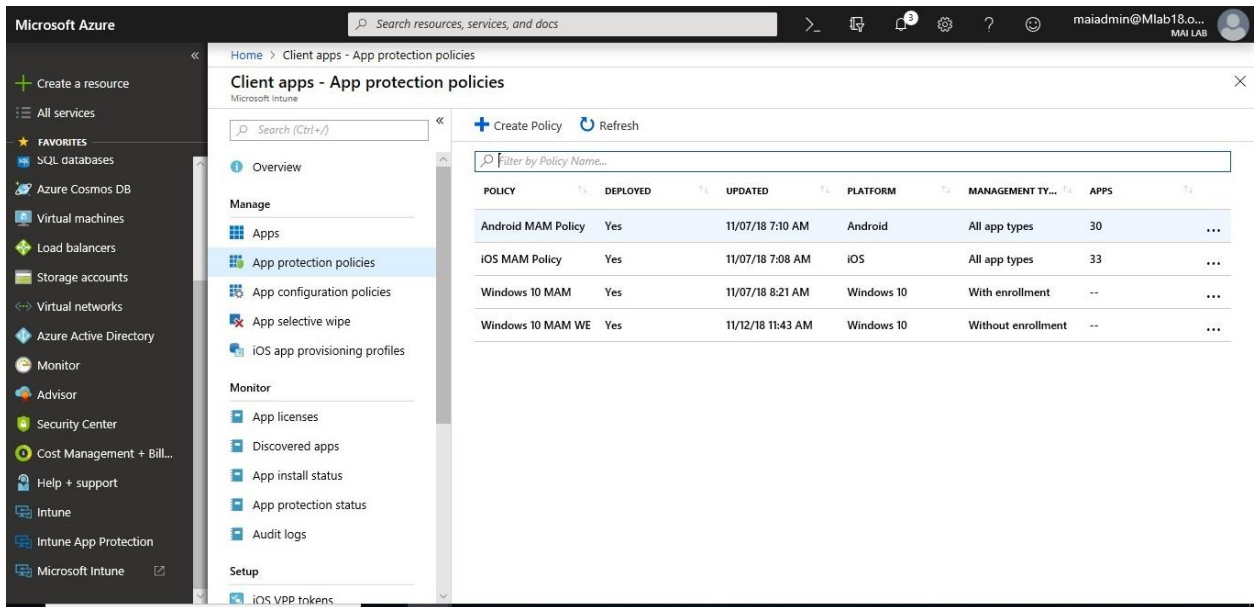 Microsoft Azure
Search resources, services, and docs
3
maiadmin@Mlab18.o...
MAI LAB
Create a resource
All services
FAVORITES
SQL databases
Azure Cosmos DB
Virtual machines
Load balancers
Storage accounts
Virtual networks
Azure Active Directory
Monitor
Advisor
Security Center
Cost Management + Bill...
Help + support
Intune
Intune App Protection
Microsoft Intune
Home > Client apps - App protection policies
Client apps - App protection policies
Microsoft Intune
Search (Ctrl+/)
Overview
Manage
Apps
App protection policies
App configuration policies
App selective wipe
iOS app provisioning profiles
Monitor
App licenses
Discovered apps
App install status
App protection status
Audit logs
Setup
iOS VPP tokens
Create Policy Refresh
Filter by Policy Name...
POLICY DEPLOYED UPDATED PLATFORM MANAGEMENT TY... APPS
Android MAM Policy Yes 11/07/18 7:10 AM Android All app types 30 ...
iOS MAM Policy Yes 11/07/18 7:08 AM iOS All app types 33 ...
Windows 10 MAM Yes 11/07/18 8:21 AM Windows 10 With enrollment -- ...
Windows 10 MAM WE Yes 11/12/18 11:43 AM Windows 10 Without enrollment -- ...